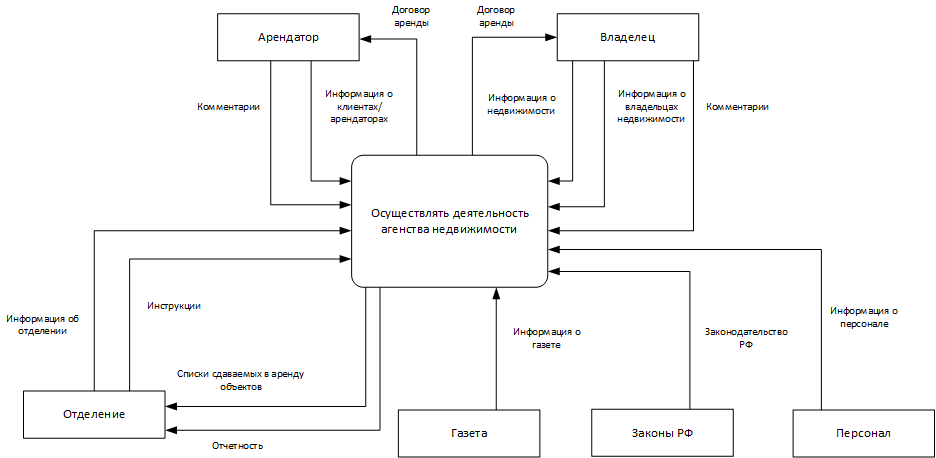 Договор
аренды
Договор
аренды
Арендатор
Владелец
Комментарии
Информация о
клиентах/
арендаторах
Информация о
недвижимости
Информация о
владельцах
недвижимости
Комментарии
Осуществлять деятельность
агенства недвижимости
Информация об
отделении
Инструкции
Информация о
газете
Законодательство
РФ
Информация о
персонале
Списки сдаваемых в аренду
объектов
Отделение
Отчетность
Газета
Законы РФ
Персонал